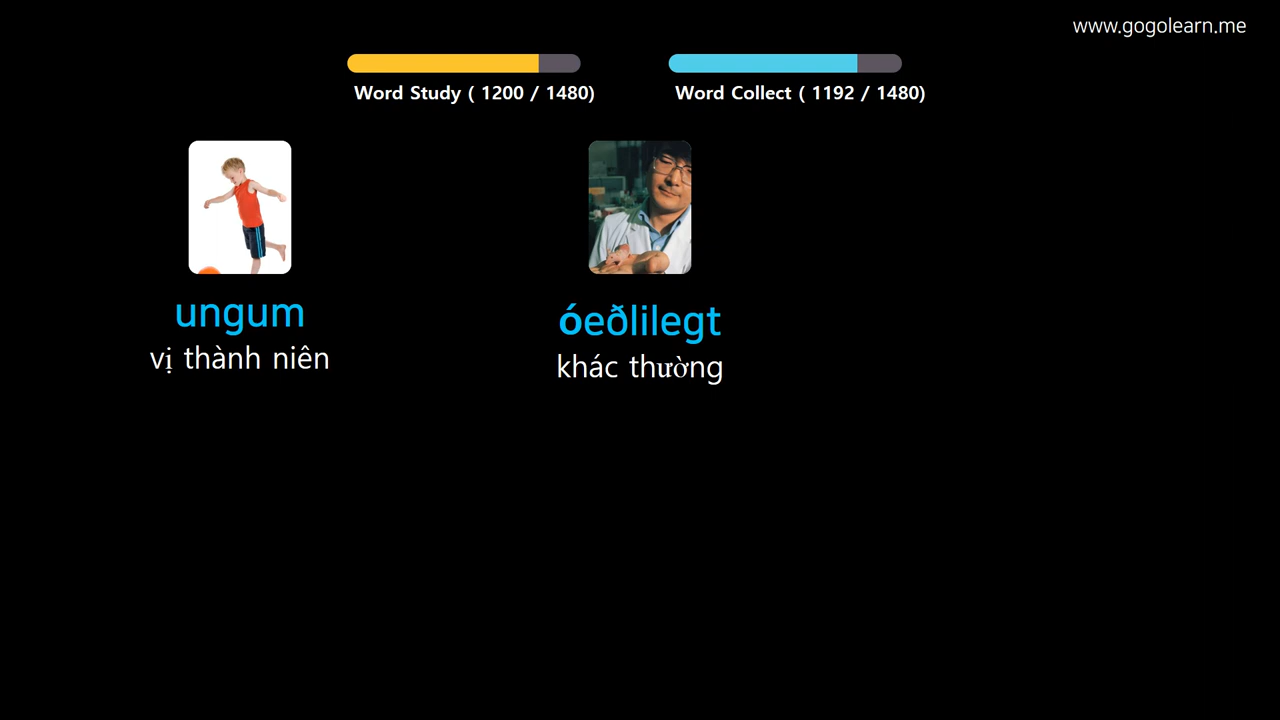 www.gogolearn.me
Word Study ( 1200 / 1480)
Word Collect ( 1192 / 1480)
ungum
vị thành niên
óeðlilegt
khác thường